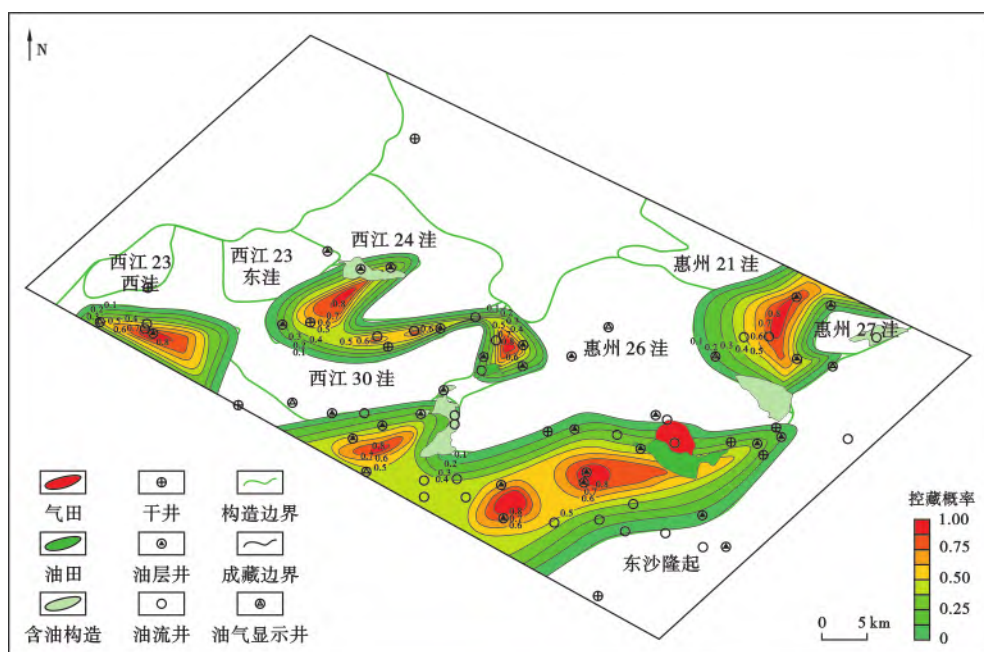 N
西江 24 洼
西江 23
西洼
西江 23
东洼
惠州 21 洼
惠州 27 洼
惠州 26 洼
西江 30 洼
东沙隆起
气田
干井
构造边界
油田
油层井
成藏边界
含油构造
油流井
油气显示井
0 5 km
控藏概率
1.00
0.75
0.50
0.25
0